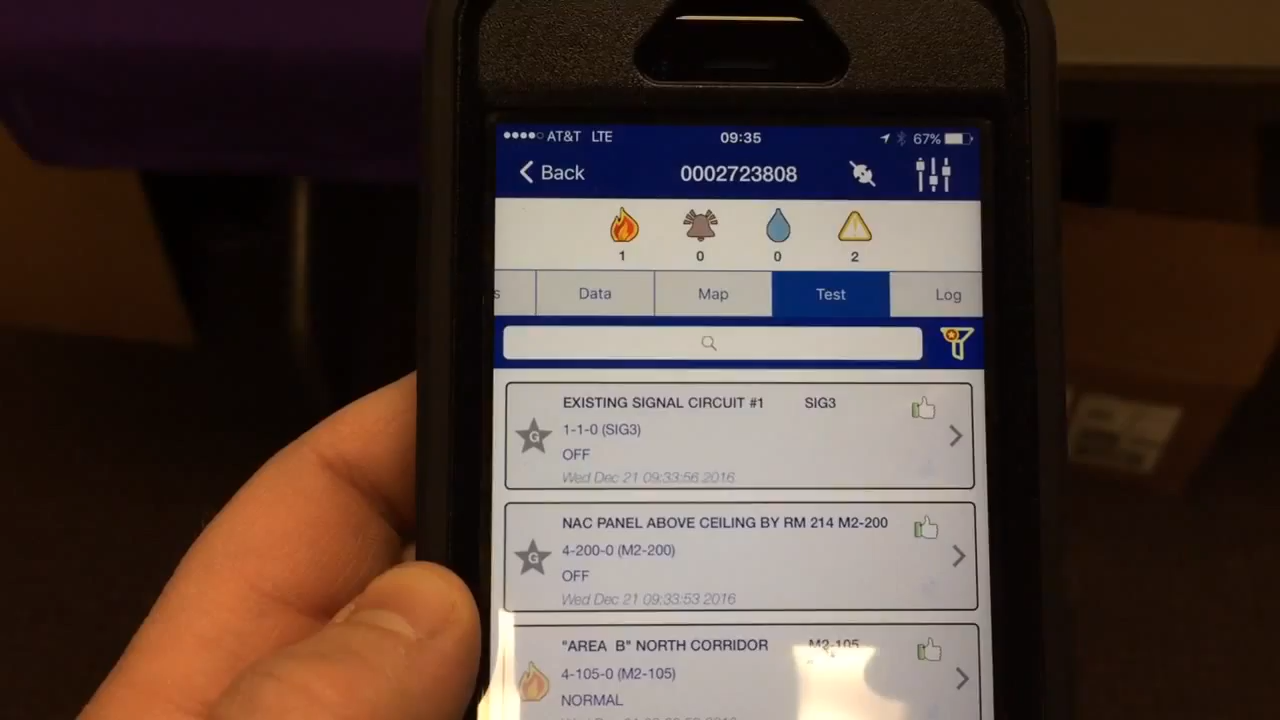 AT&T LTE 09:35 67%
Back 0002723808
1 0 0 2
s Data Map Test Log
EXISTING SIGNAL CIRCUIT #1 SIG3
G 1-1-0 (SIG3)
OFF
Wed Dec 21 09:33:56 2016
NAC PANEL ABOVE CEILING BY RM 214 M2-200
G 4-200-0 (M2-200)
OFF
Wed Dec 21 09:33:53 2016
"AREA B" NORTH CORRIDOR M2-105
4-105-0 (M2-105)
NORMAL